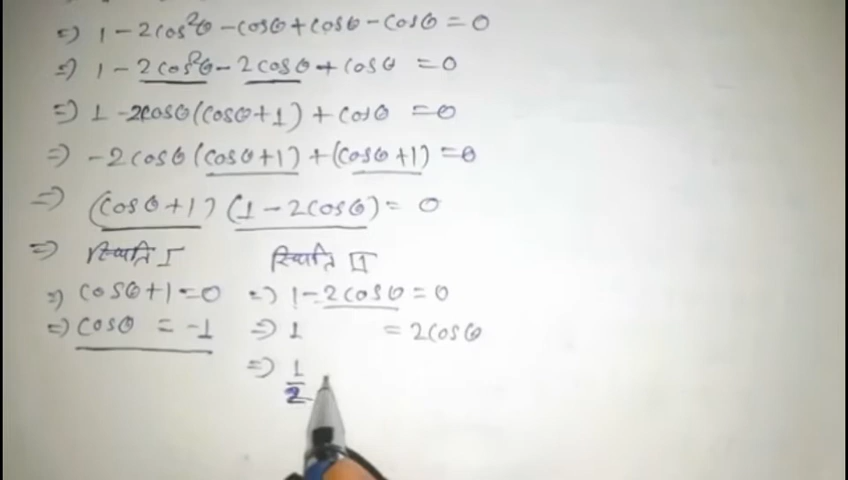 ⇒ 1 - 2cos²θ - cosθ + cosθ - cosθ = 0
⇒ 1 - 2cos²θ - 2cosθ + cosθ = 0
⇒ 1 - 2cosθ(cosθ+1) + cosθ = 0
⇒ -2cosθ(cosθ+1) + (cosθ+1) = 0
⇒ (cosθ+1) (1 - 2cosθ) = 0
⇒ स्थिति I स्थिति II
⇒ cosθ+1 = 0 ⇒ 1 - 2cosθ = 0
⇒ cosθ = -1 ⇒ 1 = 2cosθ
⇒ 1/2